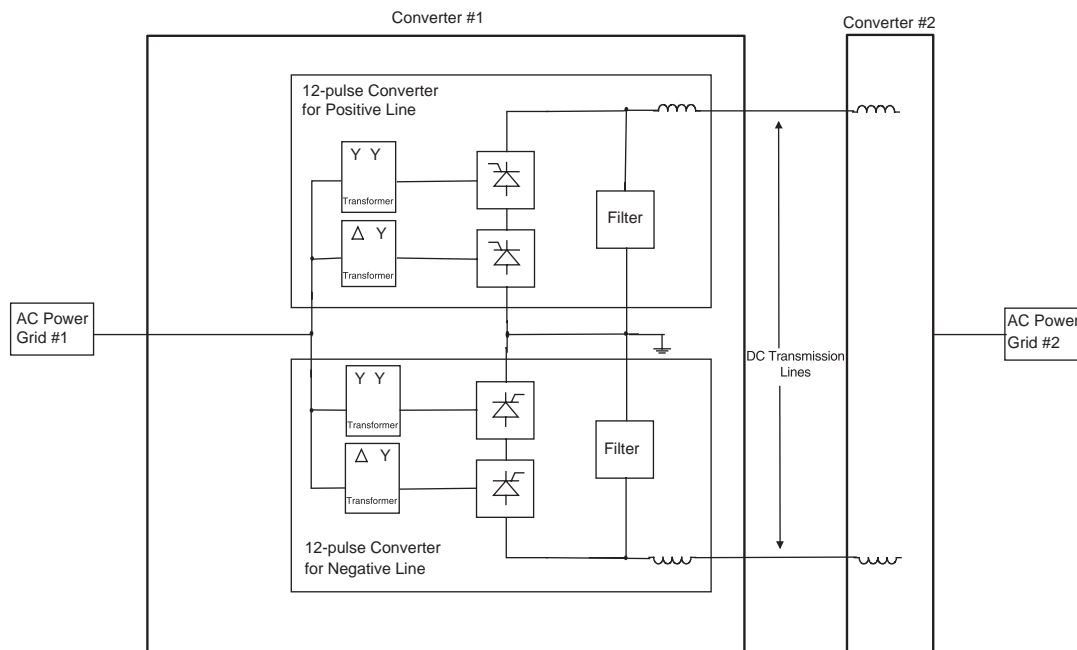 Converter #1
Converter #2
12-pulse Converter
for Positive Line
Y Y
Transformer
Δ Y
Transformer
Filter
AC Power
Grid #1
AC Power
Grid #2
DC Transmission
Lines
Y Y
Transformer
Δ Y
Transformer
Filter
12-pulse Converter
for Negative Line